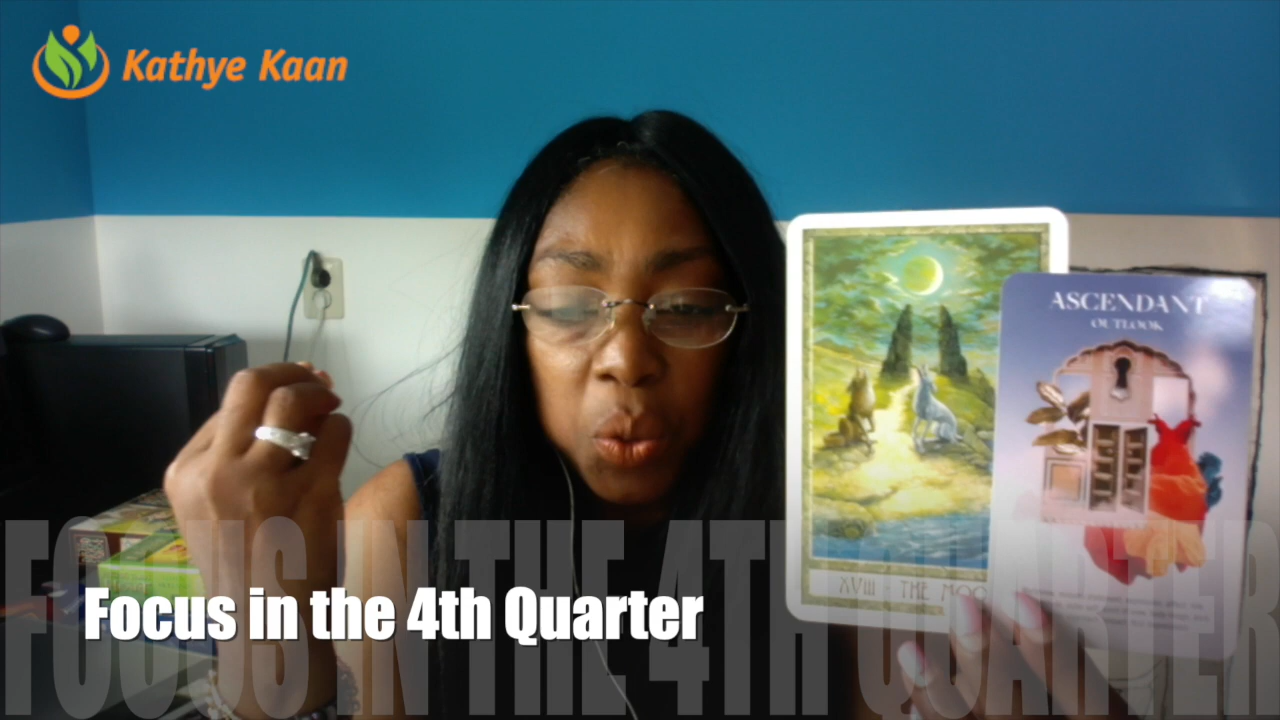 Kathye Kaan
ASCENDANT
OUTLOOK
XVIII · THE MOO
FOCUS IN THE 4TH QUARTER
Focus in the 4th Quarter